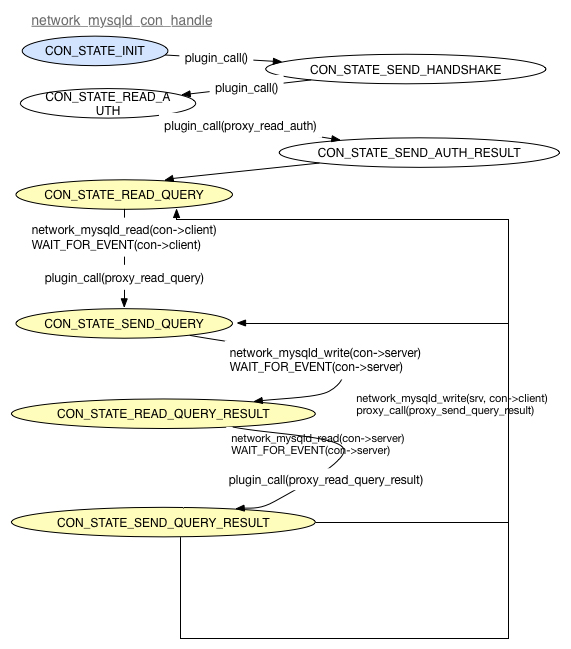 network_mysqld_con_handle
CON_STATE_INIT
plugin_call()
CON_STATE_SEND_HANDSHAKE
plugin_call()
CON_STATE_READ_A
UTH
plugin_call(proxy_read_auth)
CON_STATE_SEND_AUTH_RESULT
CON_STATE_READ_QUERY
network_mysqld_read(con->client)
WAIT_FOR_EVENT(con->client)
plugin_call(proxy_read_query)
CON_STATE_SEND_QUERY
network_mysqld_write(con->server)
WAIT_FOR_EVENT(con->server)
network_mysqld_write(srv, con->client)
proxy_call(proxy_send_query_result)
CON_STATE_READ_QUERY_RESULT
network_mysqld_read(con->server)
WAIT_FOR_EVENT(con->server)
plugin_call(proxy_read_query_result)
CON_STATE_SEND_QUERY_RESULT